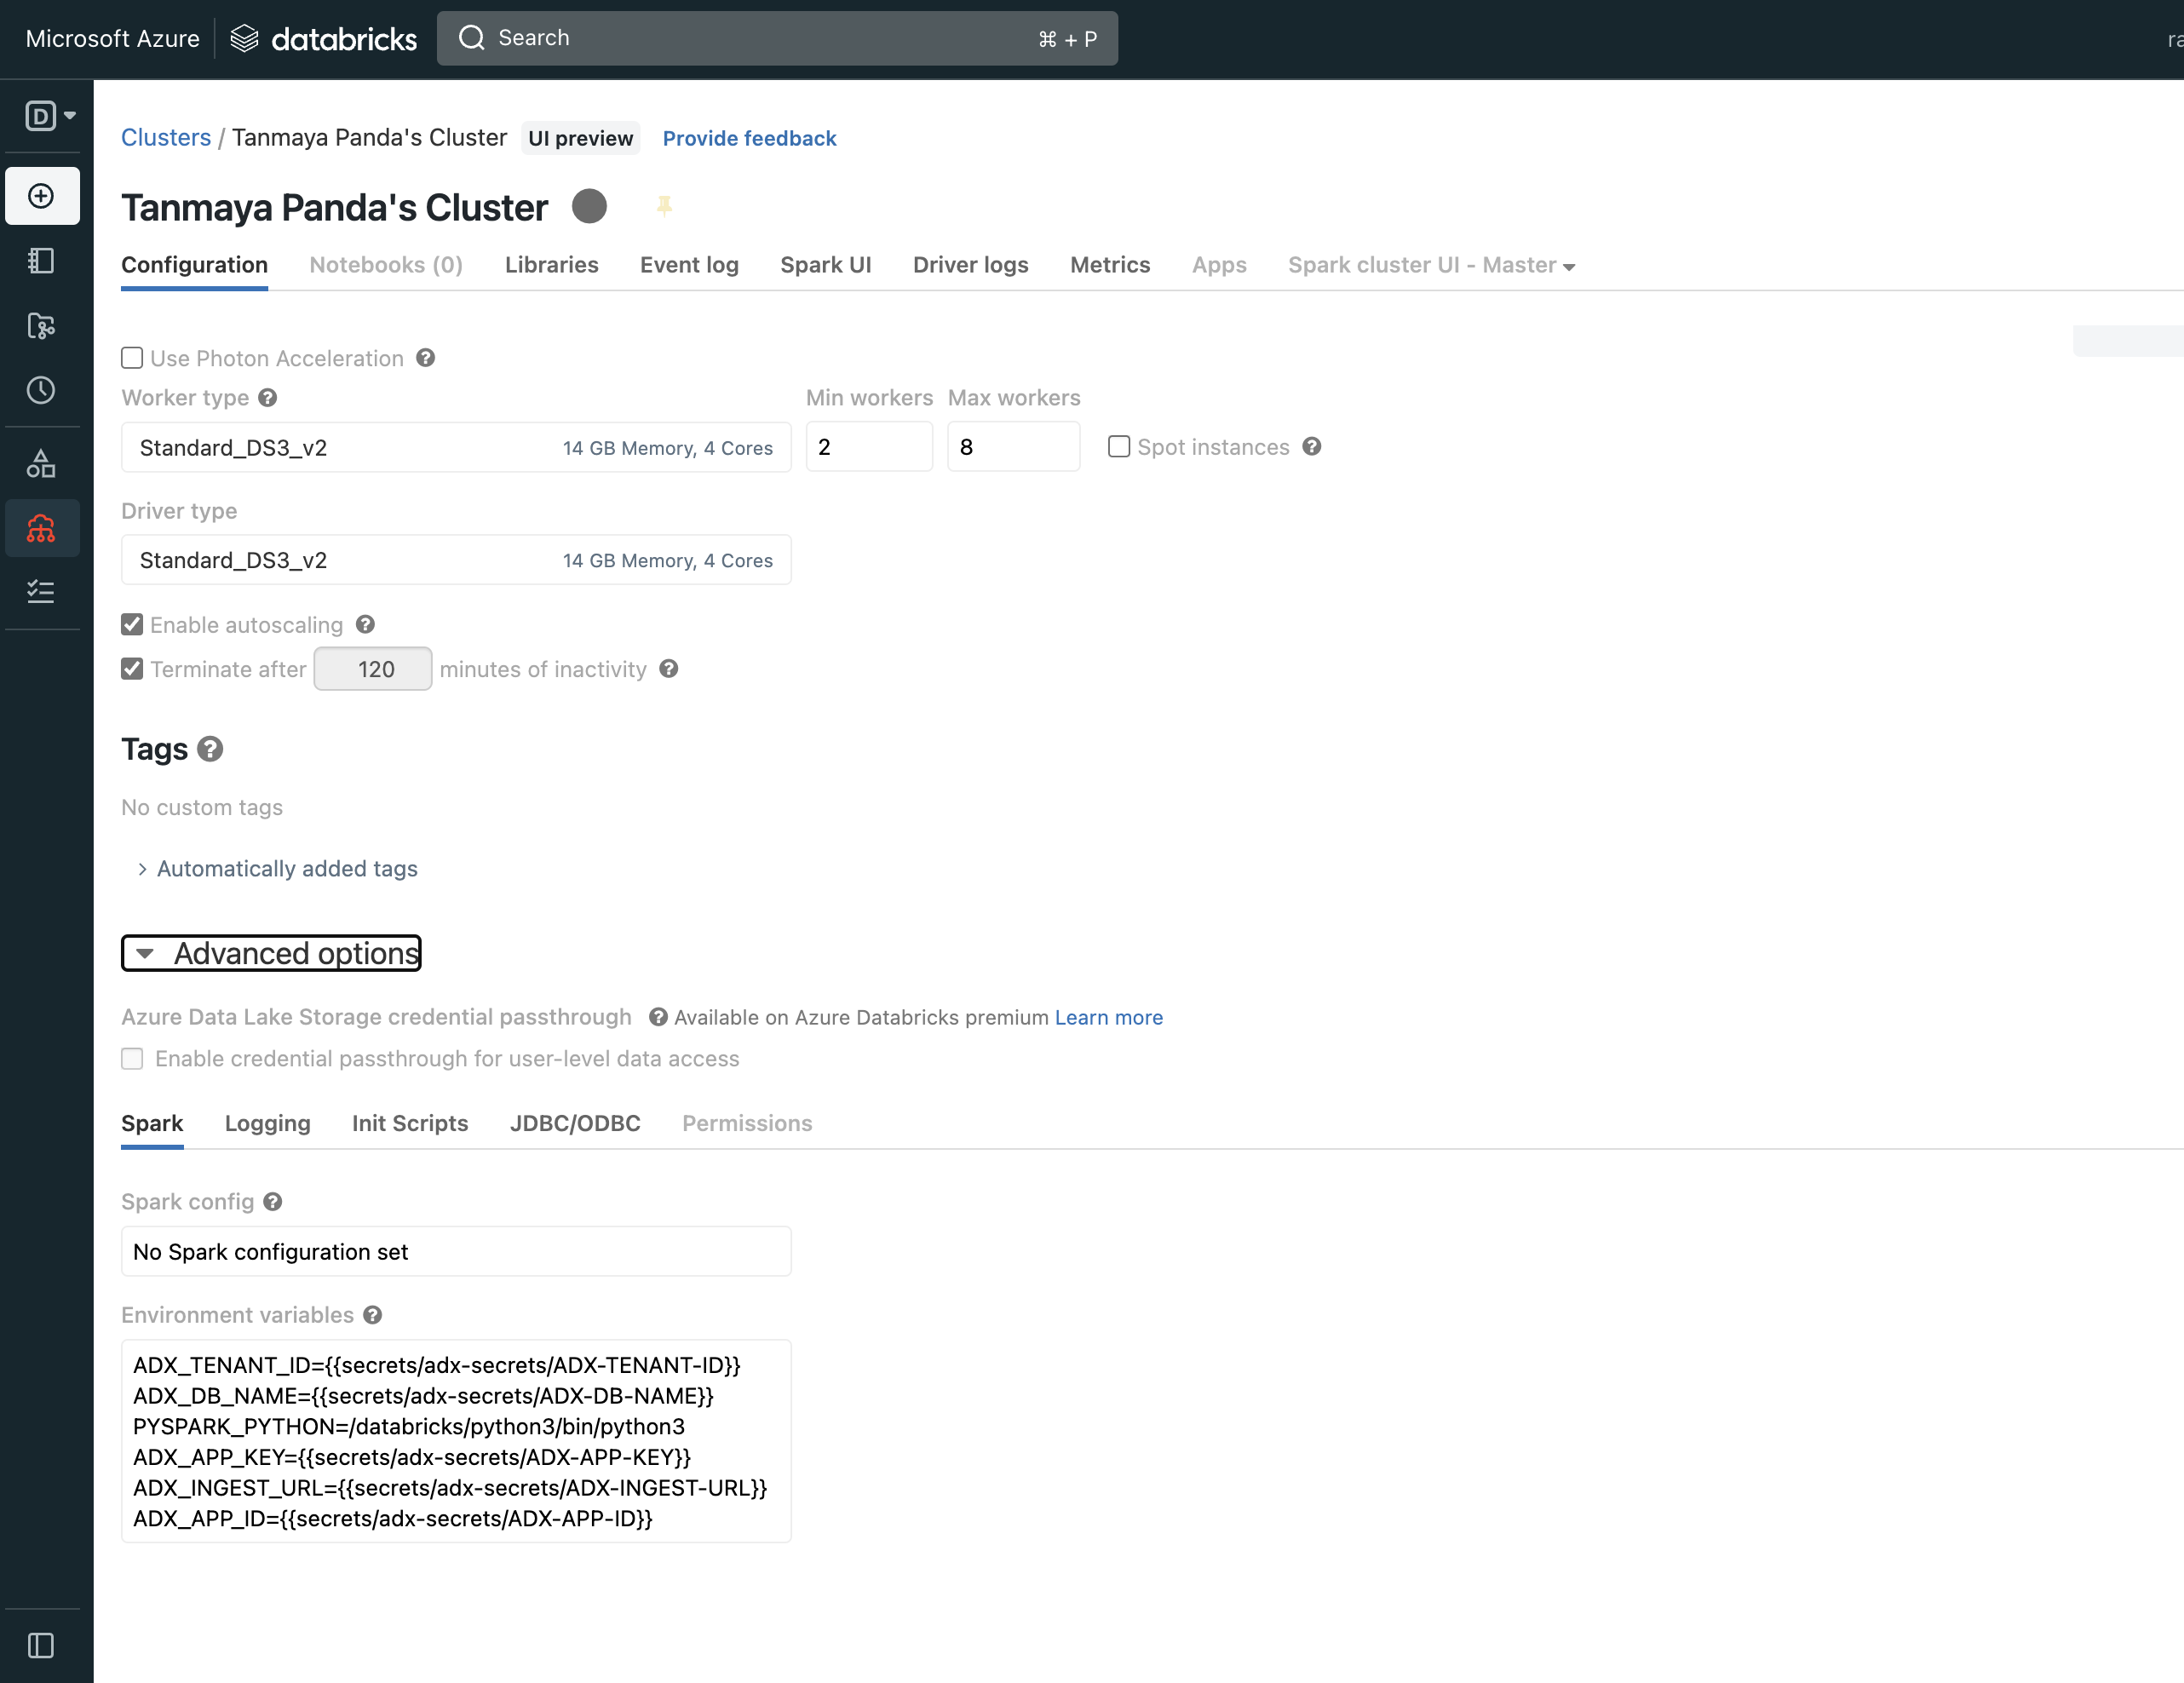 Microsoft Azure databricks Search ⌘ + P
D
Clusters / Tanmaya Panda's Cluster UI preview Provide feedback
Tanmaya Panda's Cluster
Configuration Notebooks (0) Libraries Event log Spark UI Driver logs Metrics Apps Spark cluster UI - Master
Use Photon Acceleration ?
Worker type ? Min workers Max workers
Standard_DS3_v2 14 GB Memory, 4 Cores 2 8 Spot instances ?
Driver type
Standard_DS3_v2 14 GB Memory, 4 Cores
Enable autoscaling ?
Terminate after 120 minutes of inactivity ?
Tags ?
No custom tags
Automatically added tags
Advanced options
Azure Data Lake Storage credential passthrough ? Available on Azure Databricks premium Learn more
Enable credential passthrough for user-level data access
Spark Logging Init Scripts JDBC/ODBC Permissions
Spark config ?
No Spark configuration set
Environment variables ?
ADX_TENANT_ID={{secrets/adx-secrets/ADX-TENANT-ID}}
ADX_DB_NAME={{secrets/adx-secrets/ADX-DB-NAME}}
PYSPARK_PYTHON=/databricks/python3/bin/python3
ADX_APP_KEY={{secrets/adx-secrets/ADX-APP-KEY}}
ADX_INGEST_URL={{secrets/adx-secrets/ADX-INGEST-URL}}
ADX_APP_ID={{secrets/adx-secrets/ADX-APP-ID}}